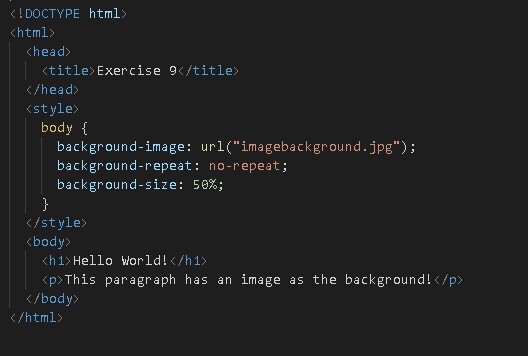 <!DOCTYPE html>
<html>
<head>
<title>Exercise 9</title>
</head>
<style>
body {
background-image: url("imagebackground.jpg");
background-repeat: no-repeat;
background-size: 50%;
}
</style>
<body>
<h1>Hello World!</h1>
<p>This paragraph has an image as the background!</p>
</body>
</html>